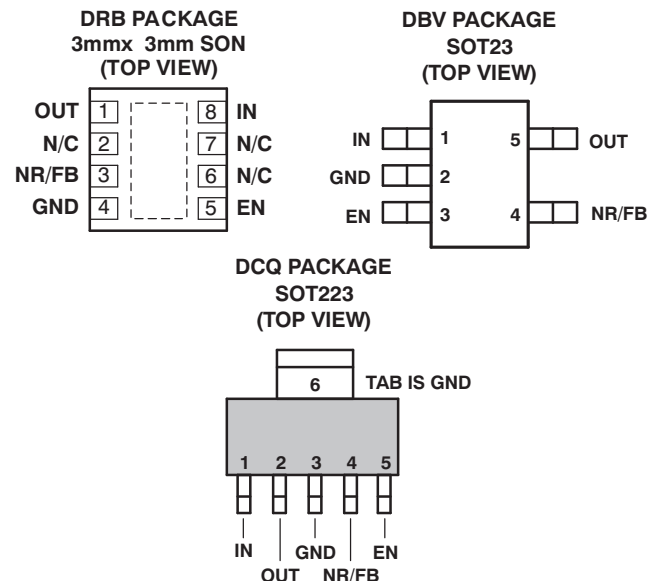 DRB PACKAGE
3mmx 3mm SON
(TOP VIEW)
OUT 1 8 IN
N/C 2 7 N/C
NR/FB 3 6 N/C
GND 4 5 EN
DBV PACKAGE
SOT23
(TOP VIEW)
IN 1 5 OUT
GND 2
EN 3 4 NR/FB
DCQ PACKAGE
SOT223
(TOP VIEW)
6 TAB IS GND
1 2 3 4 5
IN GND EN
OUT NR/FB